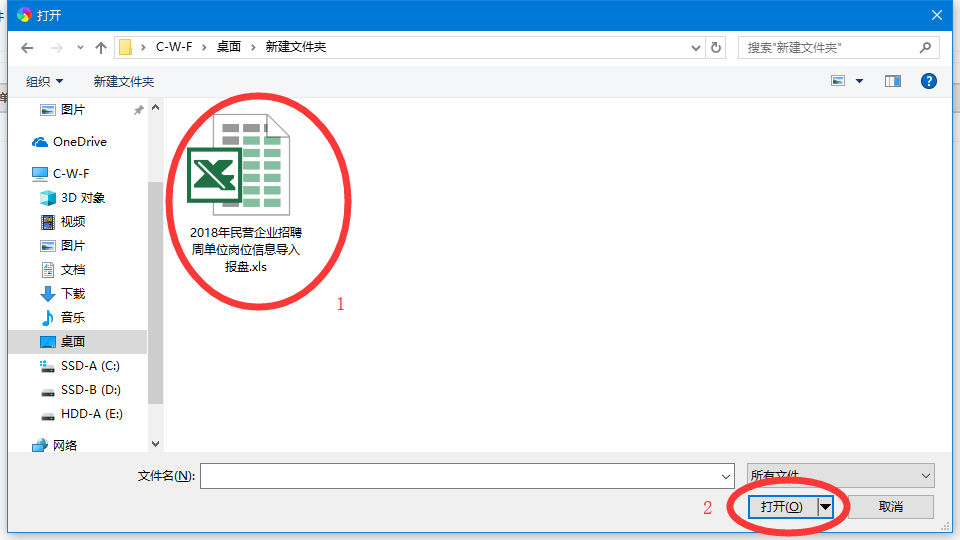 打开
C-W-F › 桌面 › 新建文件夹
搜索"新建文件夹"
组织
新建文件夹
图片
OneDrive
C-W-F
3D 对象
视频
图片
文档
下载
音乐
桌面
SSD-A (C:)
SSD-B (D:)
HDD-A (E:)
网络
2018年民营企业招聘
周单位岗位信息导入
报盘.xls
1
文件名(N):
所有文件
2
打开(O)
取消